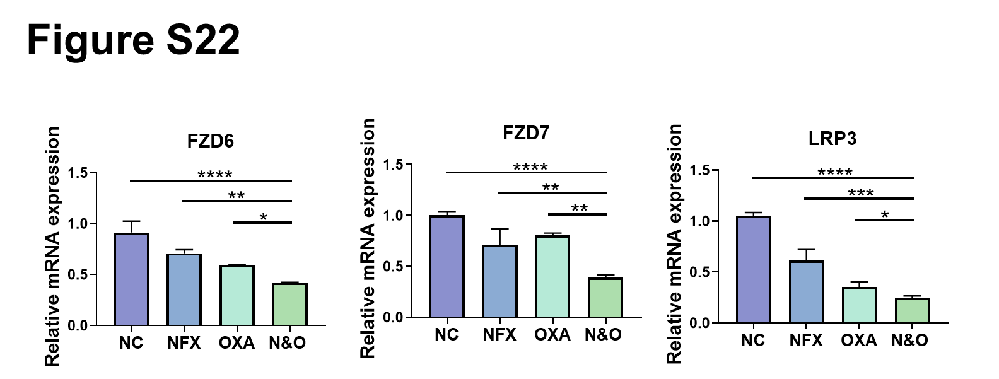 Figure S22
FZD6
Relative mRNA expression
1.5
1.0
0.5
0.0
****
**
*
NC NFX OXA N&O
FZD7
Relative mRNA expression
1.5
1.0
0.5
0.0
****
**
**
NC NFX OXA N&O
LRP3
Relative mRNA expression
1.5
1.0
0.5
0.0
****
***
*
NC NFX OXA N&O